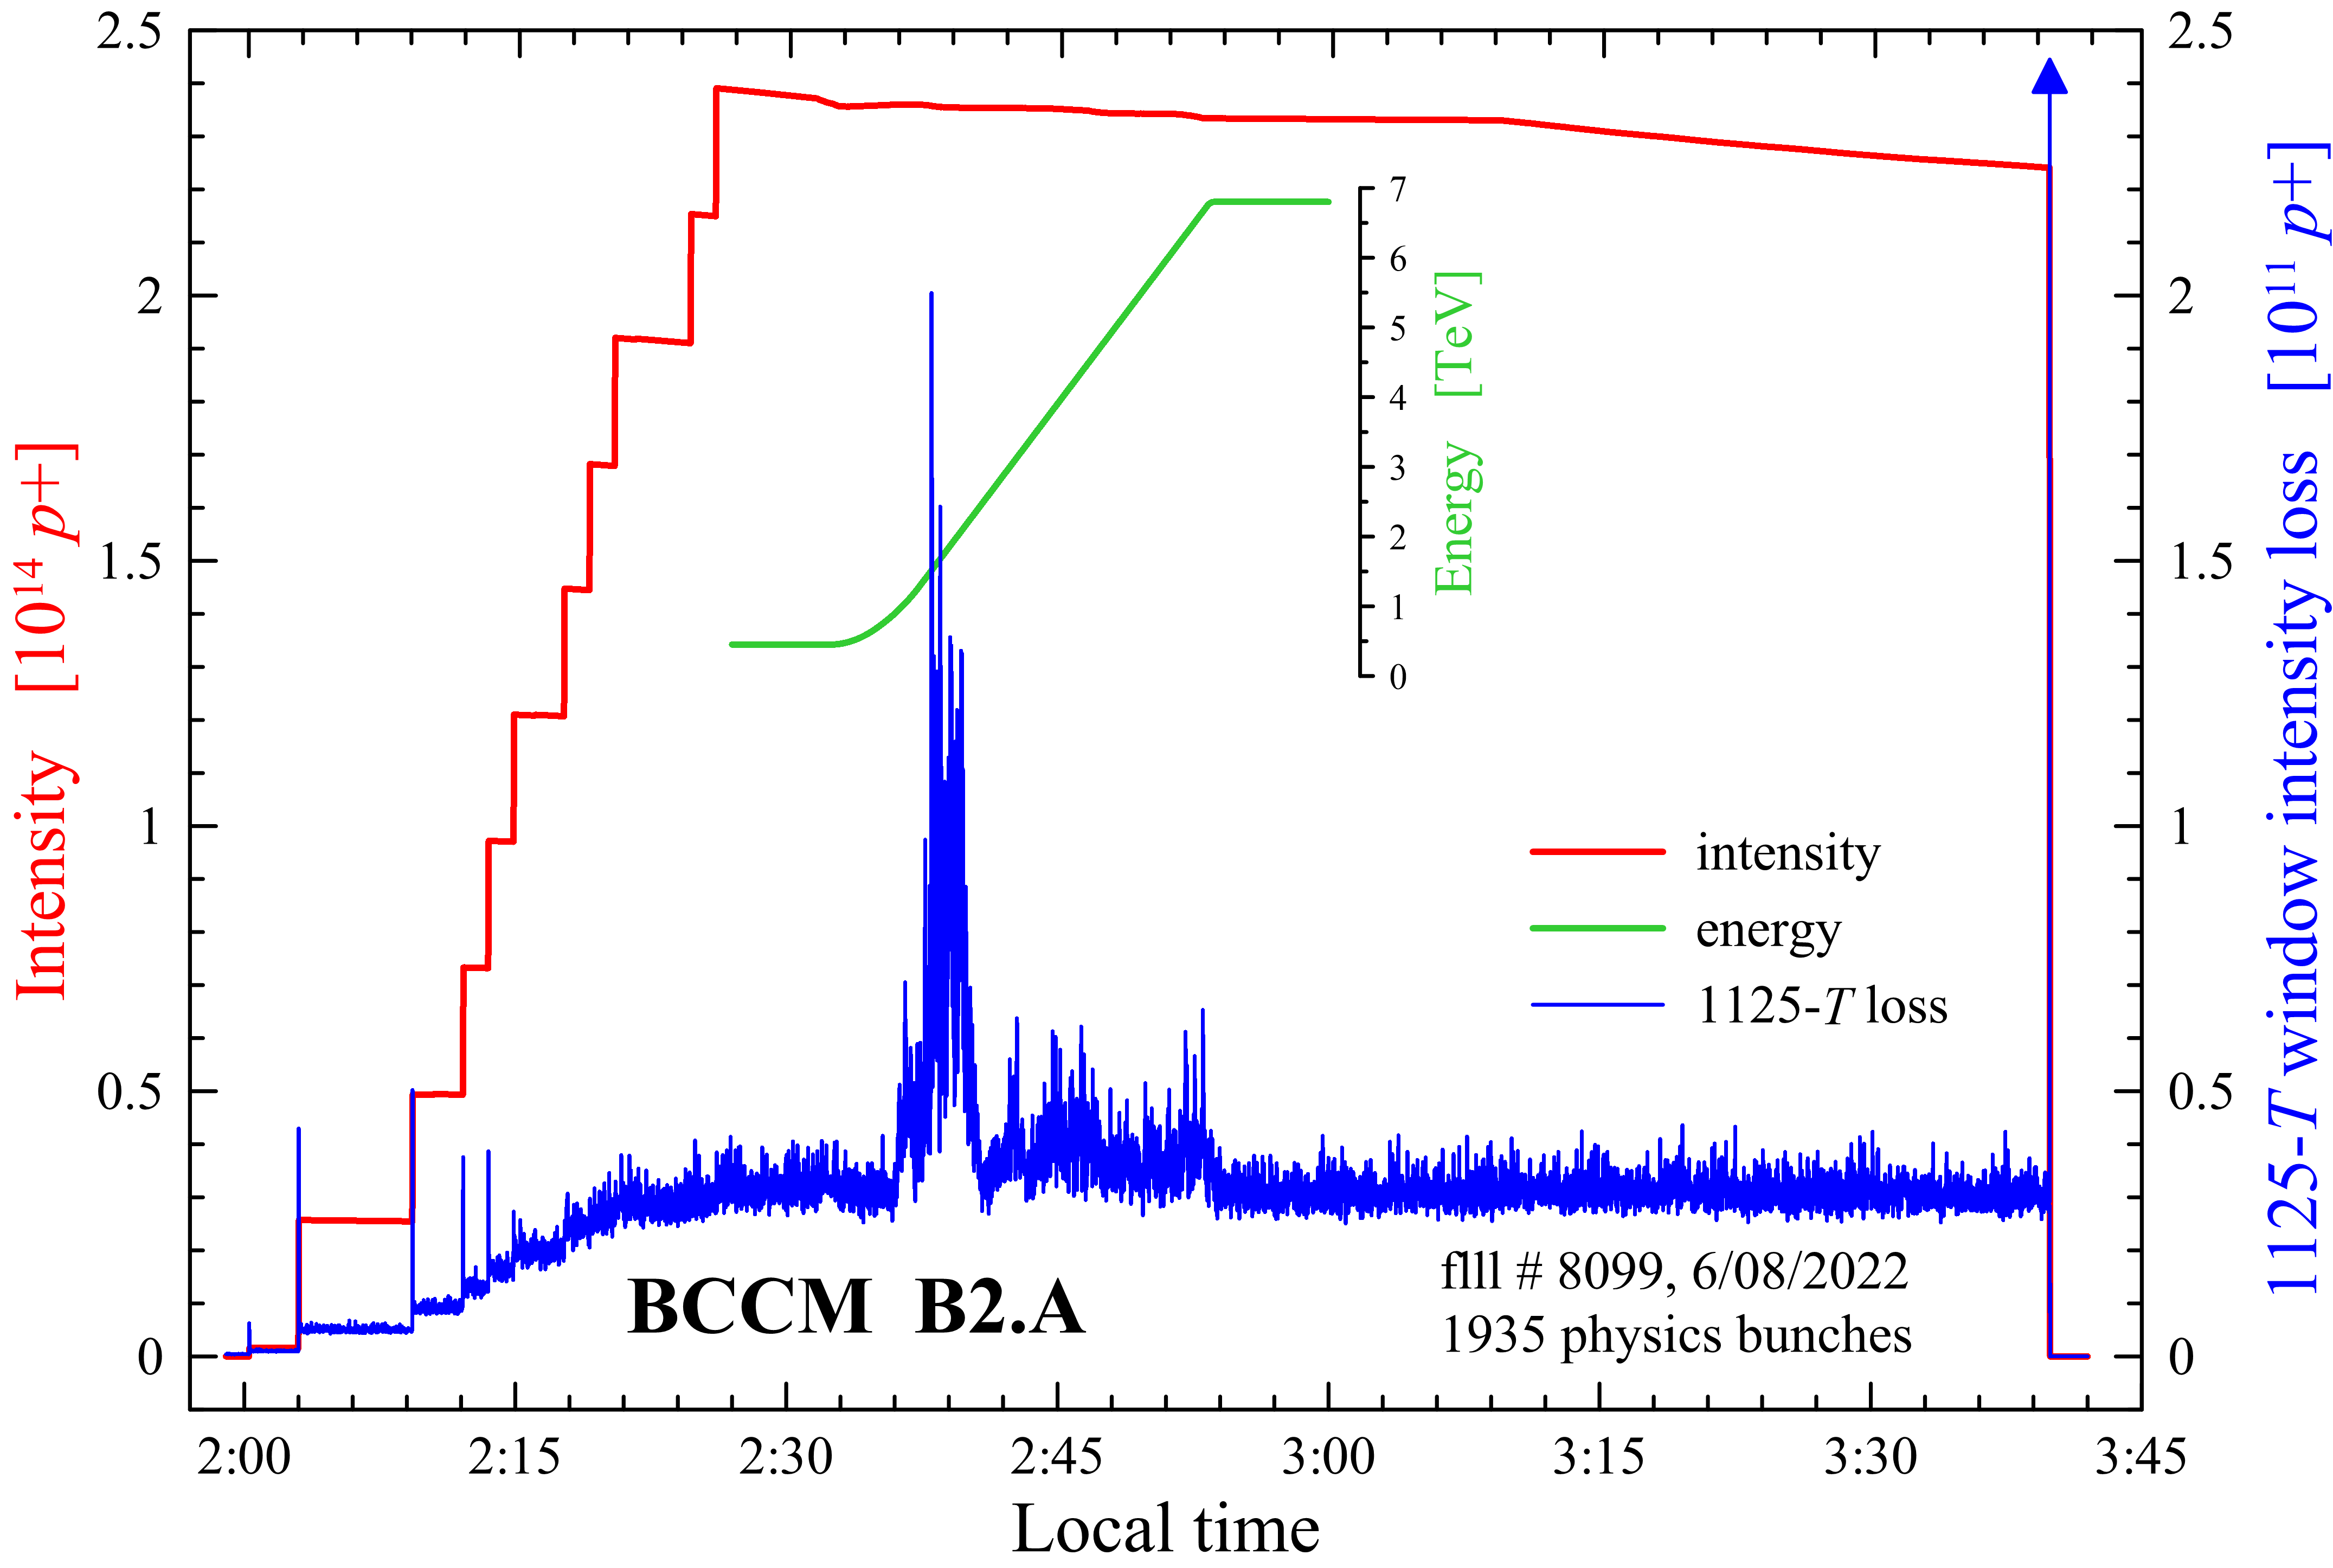 2.5
2
1.5
1
0.5
0
Intensity [10¹⁴ p+]
7
6
5
4
3
2
1
0
Energy [TeV]
intensity
energy
1125-T loss
BCCM B2.A
fIll # 8099, 6/08/2022
1935 physics bunches
2.5
2
1.5
1
0.5
0
1125-T window intensity loss [10¹¹ p+]
2:00 2:15 2:30 2:45 3:00 3:15 3:30 3:45
Local time